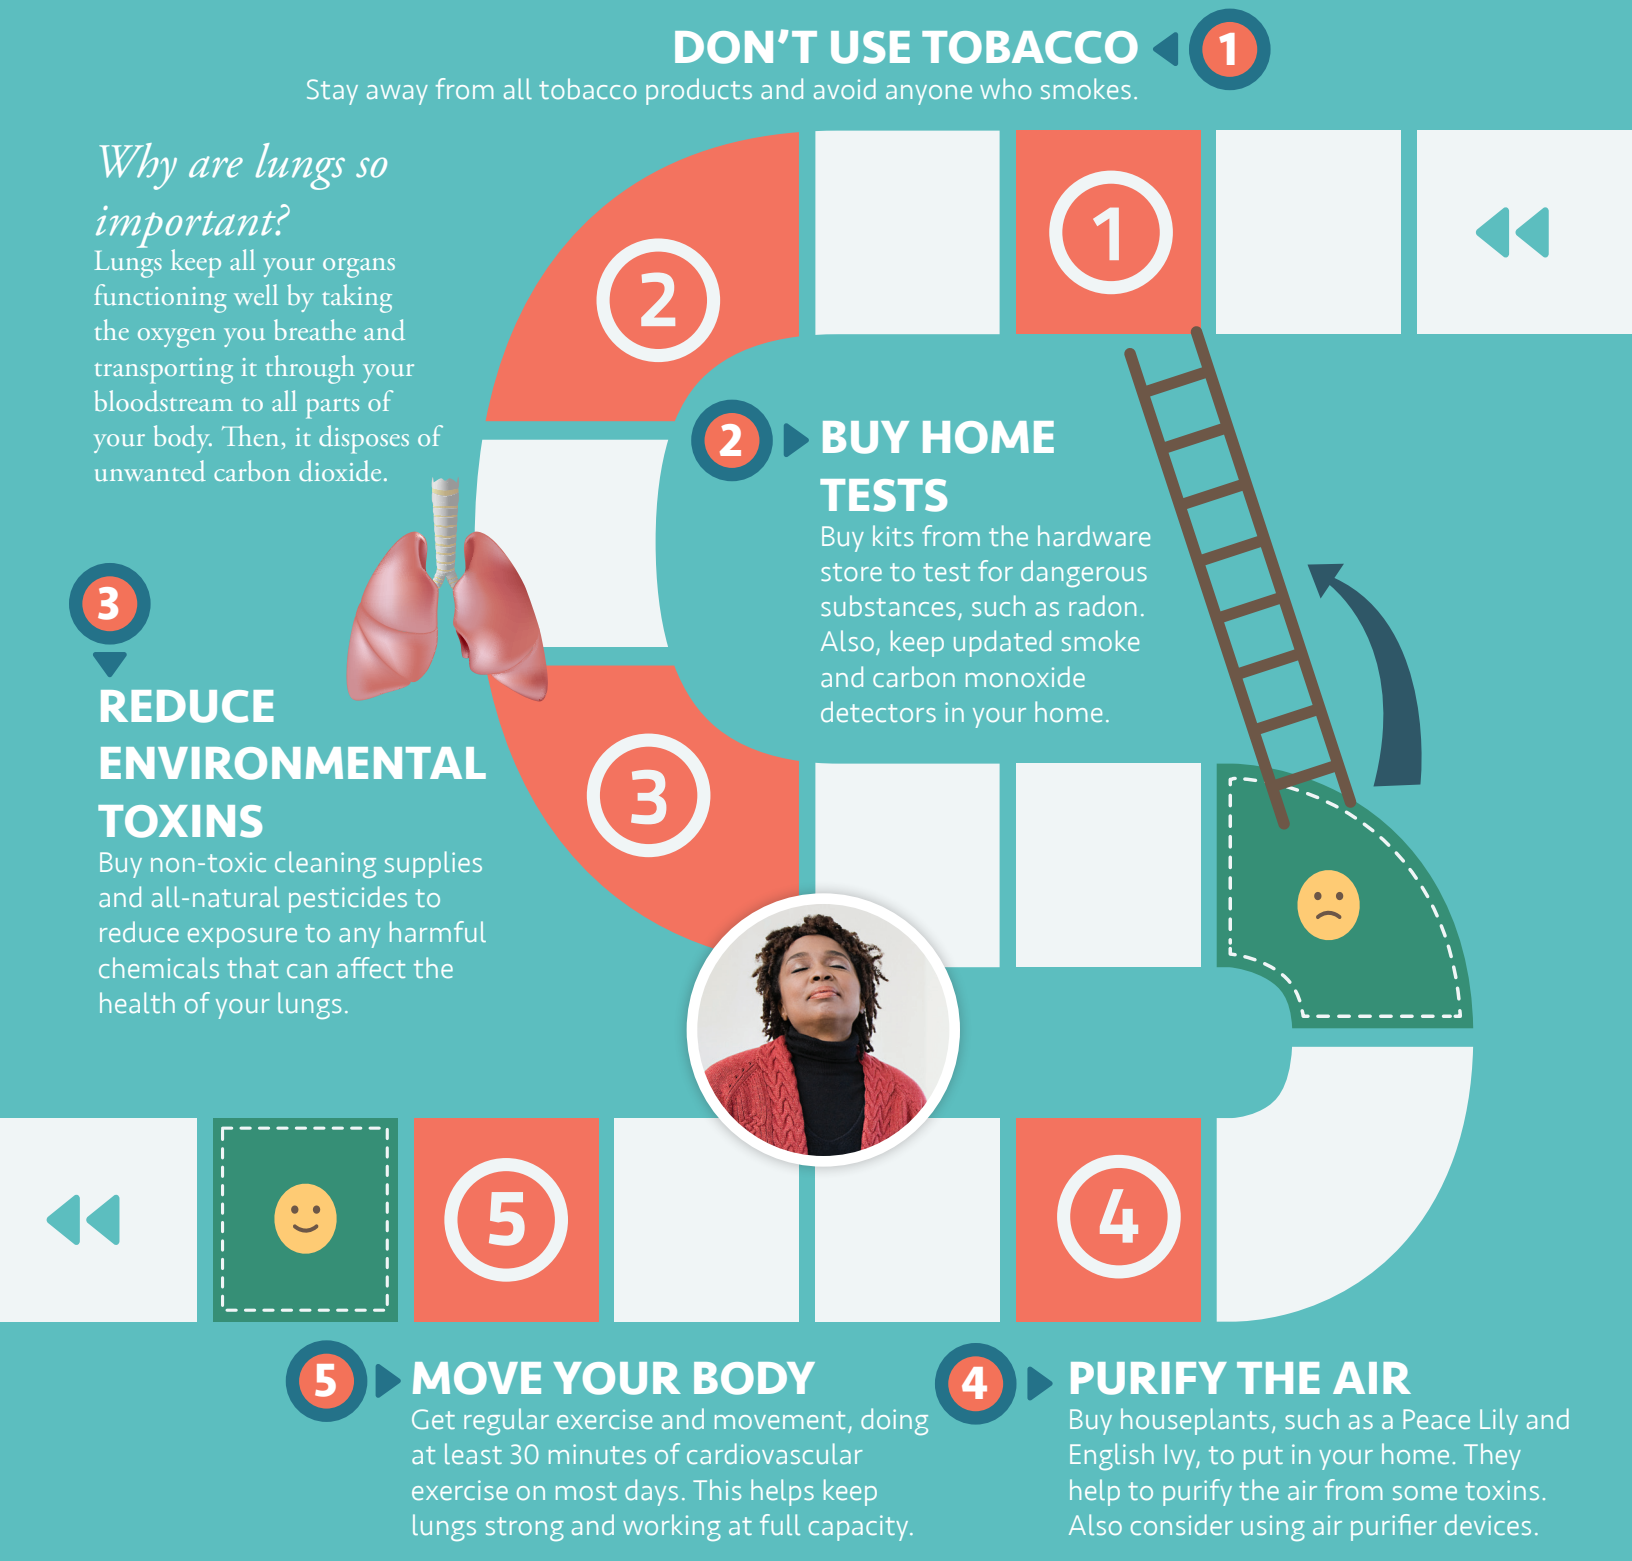 DON'T USE TOBACCO
1
Stay away from all tobacco products and avoid anyone who smokes.
Why are lungs so
important?
Lungs keep all your organs
functioning well by taking
the oxygen you breathe and
transporting it through your
bloodstream to all parts of
your body. Then, it disposes of
unwanted carbon dioxide.
1
2
2
BUY HOME
TESTS
Buy kits from the hardware
store to test for dangerous
substances, such as radon.
Also, keep updated smoke
and carbon monoxide
detectors in your home.
3
REDUCE
ENVIRONMENTAL
TOXINS
Buy non-toxic cleaning supplies
and all-natural pesticides to
reduce exposure to any harmful
chemicals that can affect the
health of your lungs.
3
5
4
5
MOVE YOUR BODY
Get regular exercise and movement, doing
at least 30 minutes of cardiovascular
exercise on most days. This helps keep
lungs strong and working at full capacity.
4
PURIFY THE AIR
Buy houseplants, such as a Peace Lily and
English Ivy, to put in your home. They
help to purify the air from some toxins.
Also consider using air purifier devices.